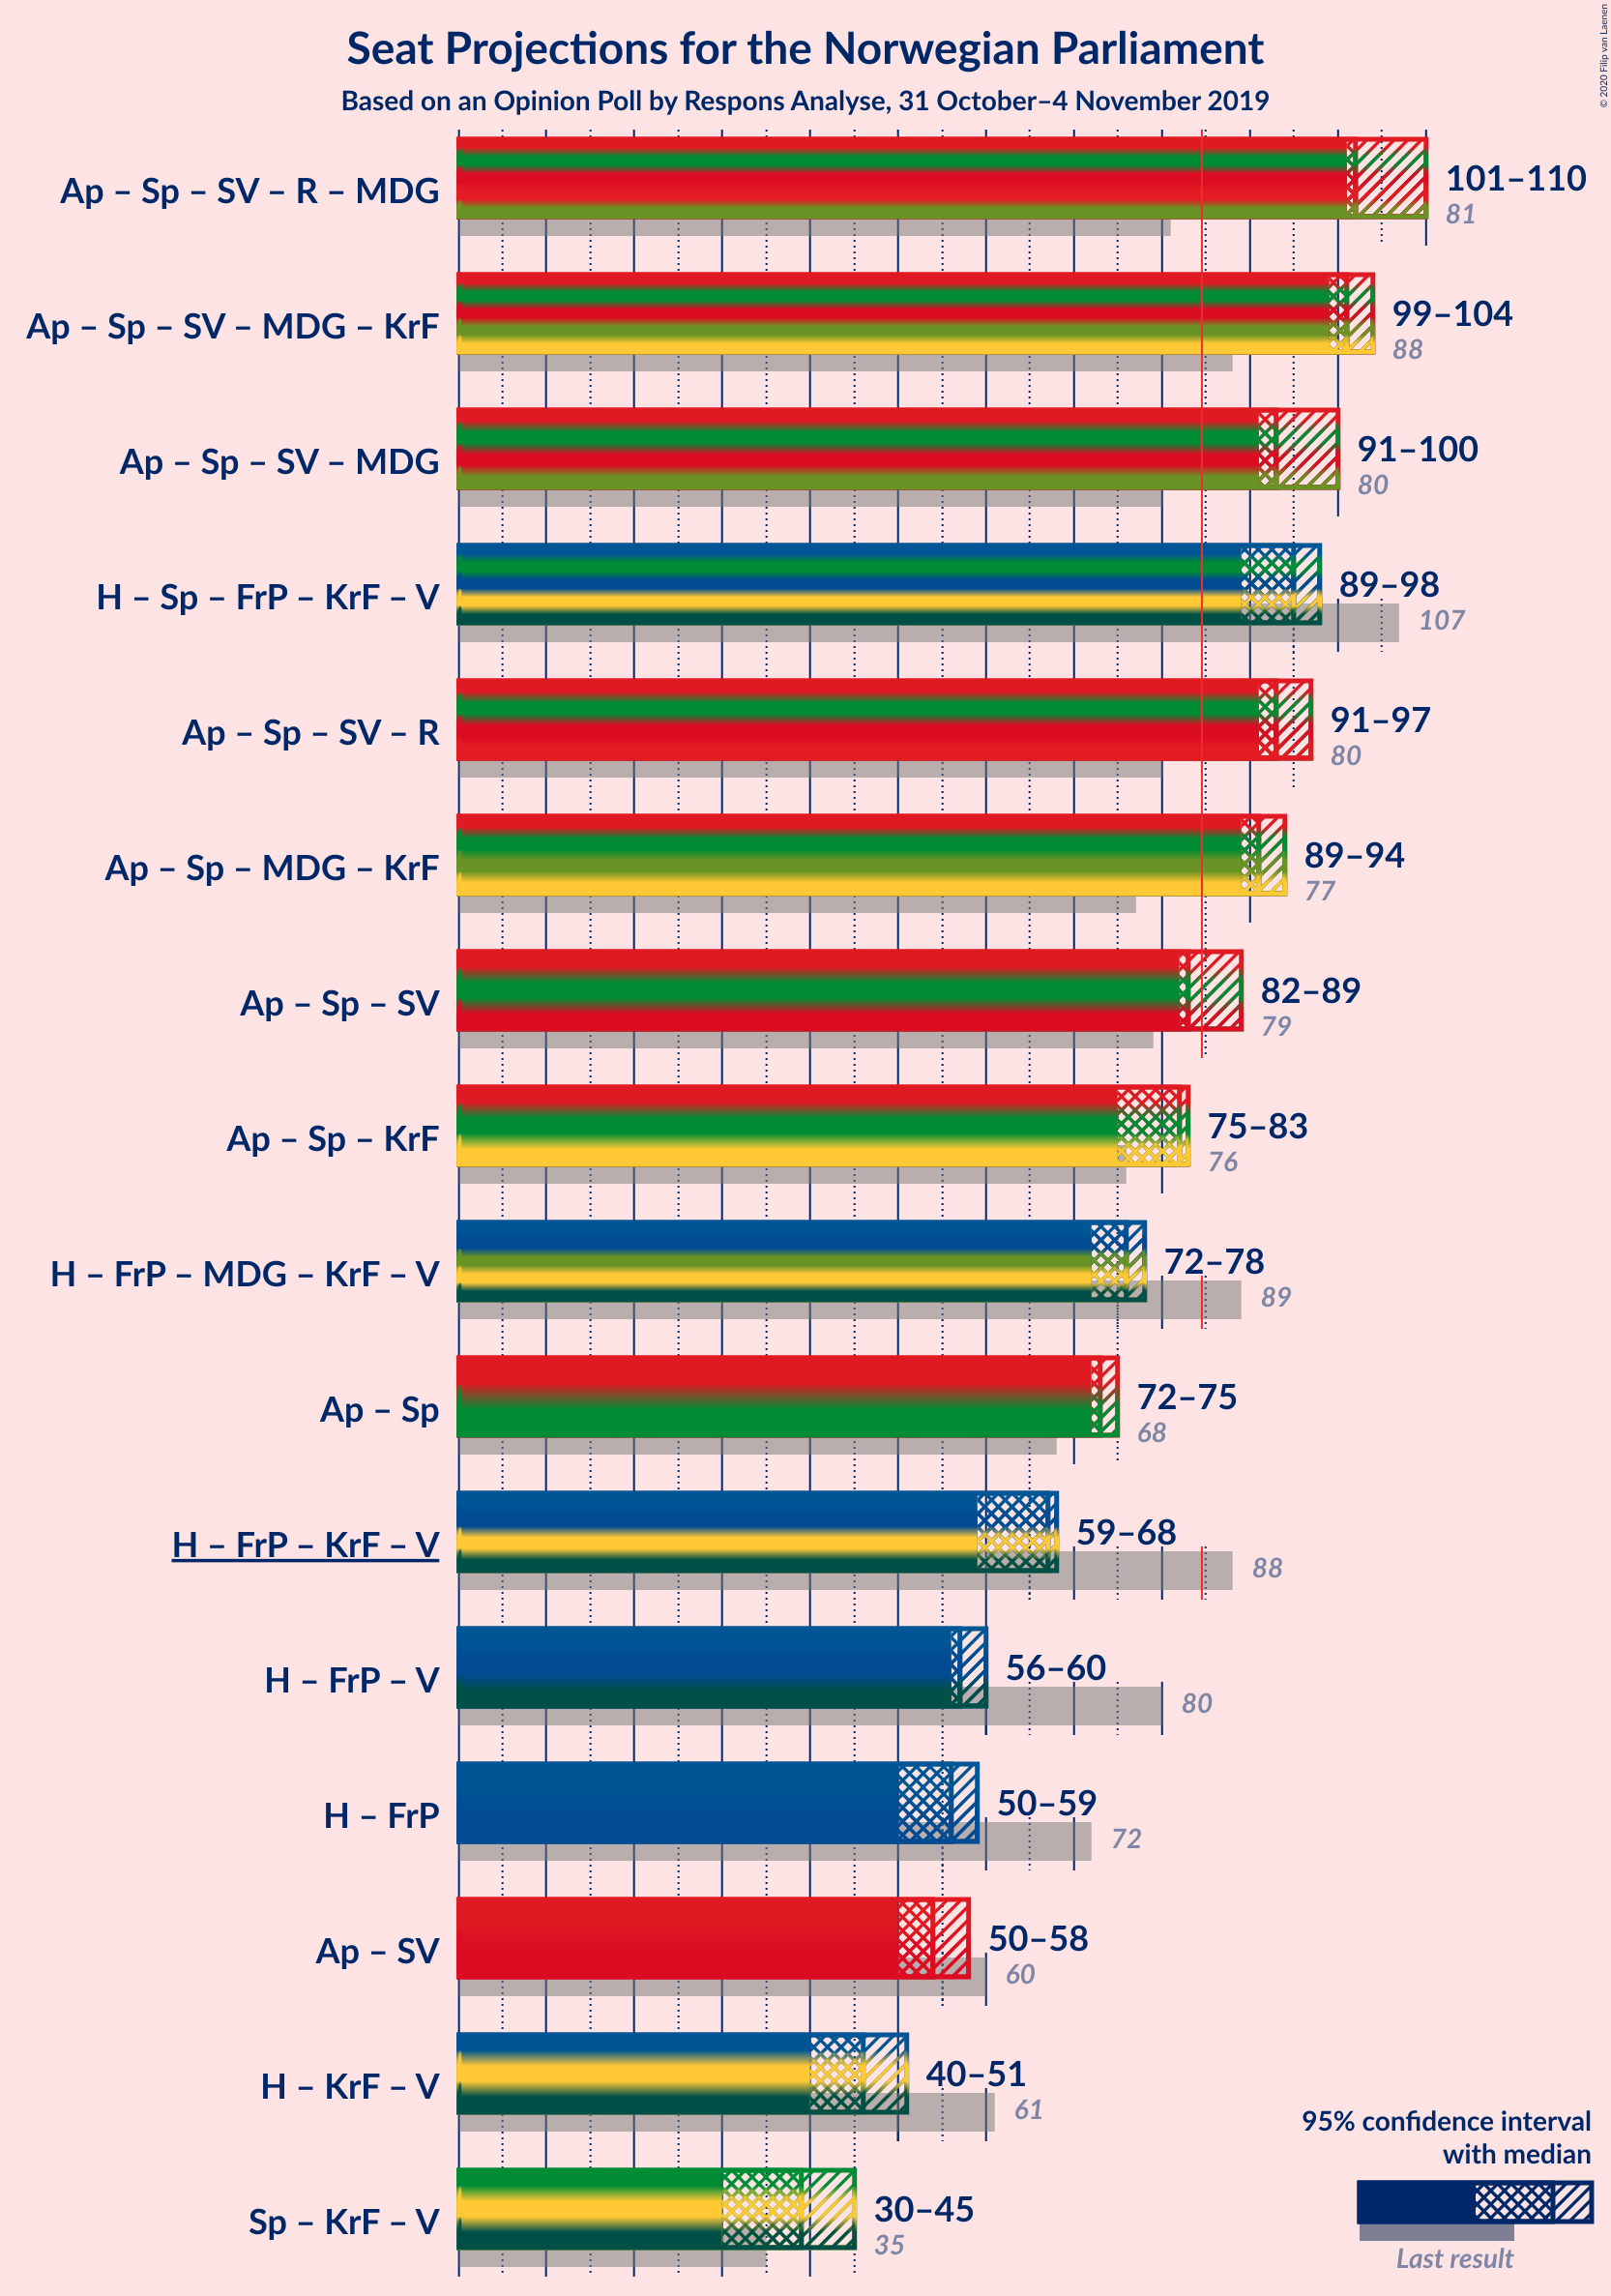 Seat Projections for the Norwegian Parliament
Based on an Opinion Poll by Respons Analyse, 31 October–4 November 2019
© 2020 Filip van Laenen
Ap – Sp – SV – R – MDG
101–110
81
Ap – Sp – SV – MDG – KrF
99–104
88
Ap – Sp – SV – MDG
91–100
80
H – Sp – FrP – KrF – V
89–98
107
Ap – Sp – SV – R
91–97
80
Ap – Sp – MDG – KrF
89–94
77
Ap – Sp – SV
82–89
79
Ap – Sp – KrF
75–83
76
H – FrP – MDG – KrF – V
72–78
89
Ap – Sp
72–75
68
H – FrP – KrF – V
59–68
88
H – FrP – V
56–60
80
H – FrP
50–59
72
Ap – SV
50–58
60
H – KrF – V
40–51
61
Sp – KrF – V
30–45
35
95% confidence interval
with median
Last result